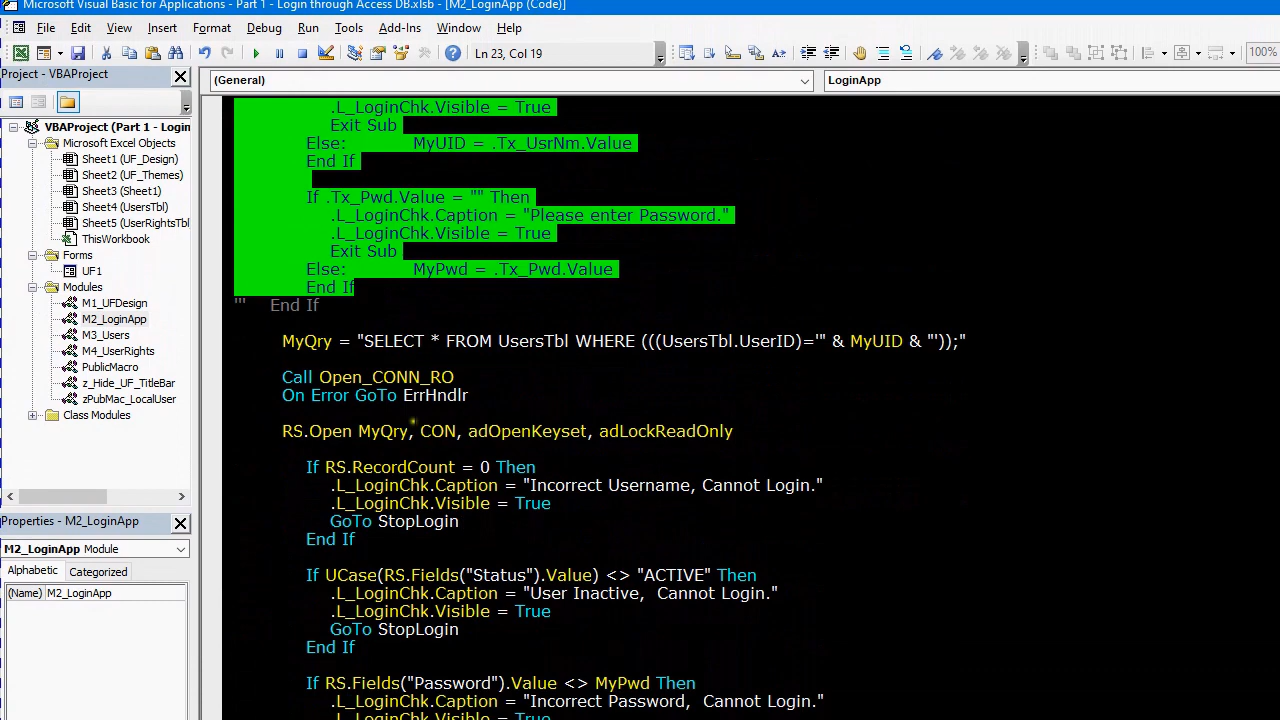 Microsoft Visual Basic for Applications - Part 1 - Login through Access DB.xlsb - [M2_LoginApp (Code)]
File Edit View Insert Format Debug Run Tools Add-Ins Window Help
Ln 23, Col 19
100%
Project - VBAProject
(General)
LoginApp
VBAProject (Part 1 - Login
Microsoft Excel Objects
Sheet1 (UF_Design)
Sheet2 (UF_Themes)
Sheet3 (Sheet1)
Sheet4 (UsersTbl)
Sheet5 (UserRightsTbl
ThisWorkbook
Forms
UF1
Modules
M1_UFDesign
M2_LoginApp
M3_Users
M4_UserRights
PublicMacro
z_Hide_UF_TitleBar
zPubMac_LocalUser
Class Modules
Properties - M2_LoginApp
M2_LoginApp Module
Alphabetic Categorized
(Name) M2_LoginApp
.L_LoginChk.Visible = True
Exit Sub
Else: MyUID = .Tx_UsrNm.Value
End If
If .Tx_Pwd.Value = "" Then
.L_LoginChk.Caption = "Please enter Password."
.L_LoginChk.Visible = True
Exit Sub
Else: MyPwd = .Tx_Pwd.Value
End If
''' End If
MyQry = "SELECT * FROM UsersTbl WHERE (((UsersTbl.UserID)='" & MyUID & "'));"
Call Open_CONN_RO
On Error GoTo ErrHndlr
RS.Open MyQry, CON, adOpenKeyset, adLockReadOnly
If RS.RecordCount = 0 Then
.L_LoginChk.Caption = "Incorrect Username, Cannot Login."
.L_LoginChk.Visible = True
GoTo StopLogin
End If
If UCase(RS.Fields("Status").Value) <> "ACTIVE" Then
.L_LoginChk.Caption = "User Inactive,  Cannot Login."
.L_LoginChk.Visible = True
GoTo StopLogin
End If
If RS.Fields("Password").Value <> MyPwd Then
.L_LoginChk.Caption = "Incorrect Password,  Cannot Login."
.L_LoginChk.Visible = True